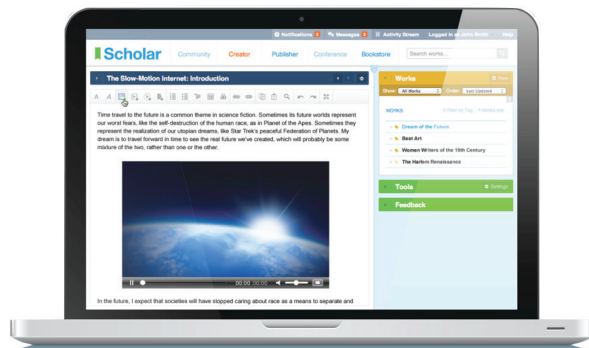 Notifications Messages Activity Stream Logged in as John Smith Help
Scholar Community Creator Publisher Conference Bookstore Search works...
The Slow-Motion Internet: Introduction
Time travel to the future is a common theme in science fiction. Sometimes its future worlds represent
our worst fears, like the self-destruction of the human race, as in Planet of the Apes. Sometimes they
represent the realization of our utopian dreams, like Star Trek's peaceful Federation of Planets. My
dream is to travel forward in time to see the real future we've created, which will probably be some
mixture of the two, rather than one or the other.
00:00 00:00
In the future, I expect that societies will have stopped caring about race as a means to separate and
Works
Show All Works Order Last Updated
WORKS
Dream of the Future
Beat Art
Women Writers of the 19th Century
The Harlem Renaissance
Tools Settings
Feedback